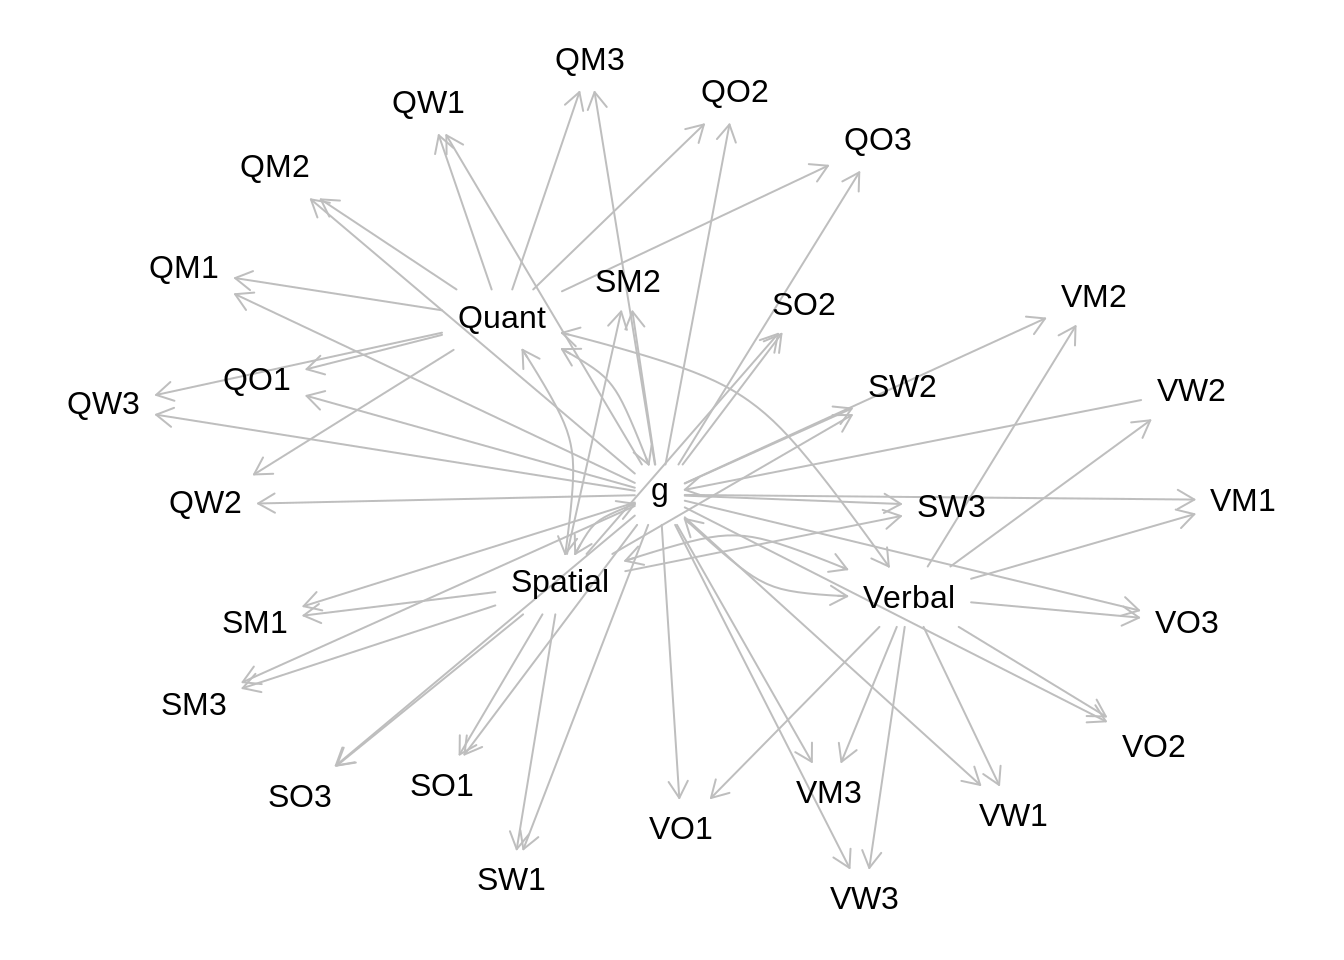 QM3
QO2
QW1
QO3
QM2
QM1
SM2
VM2
SO2
Quant
QO1
SW2
VW2
QW3
g
VM1
QW2
SW3
Spatial
Verbal
SM1
VO3
SM3
VO2
SO1
VM3
SO3
VW1
VO1
SW1
VW3